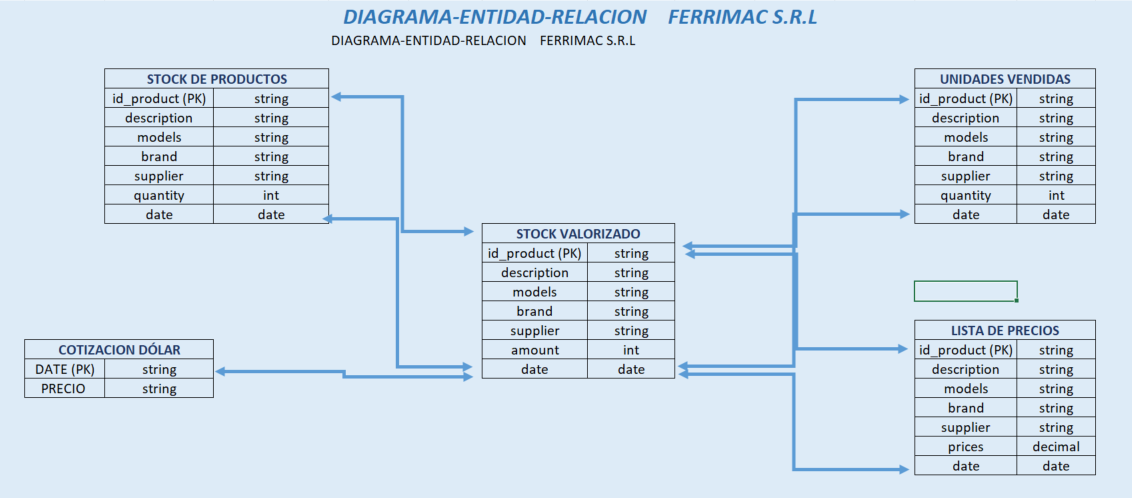 DIAGRAMA-ENTIDAD-RELACION FERRIMAC S.R.L
DIAGRAMA-ENTIDAD-RELACION FERRIMAC S.R.L
STOCK DE PRODUCTOS
id_product (PK) string
description string
models string
brand string
supplier string
quantity int
date date
UNIDADES VENDIDAS
id_product (PK) string
description string
models string
brand string
supplier string
quantity int
date date
STOCK VALORIZADO
id_product (PK) string
description string
models string
brand string
supplier string
amount int
date date
COTIZACION DÓLAR
DATE (PK) string
PRECIO string
LISTA DE PRECIOS
id_product (PK) string
description string
models string
brand string
supplier string
prices decimal
date date